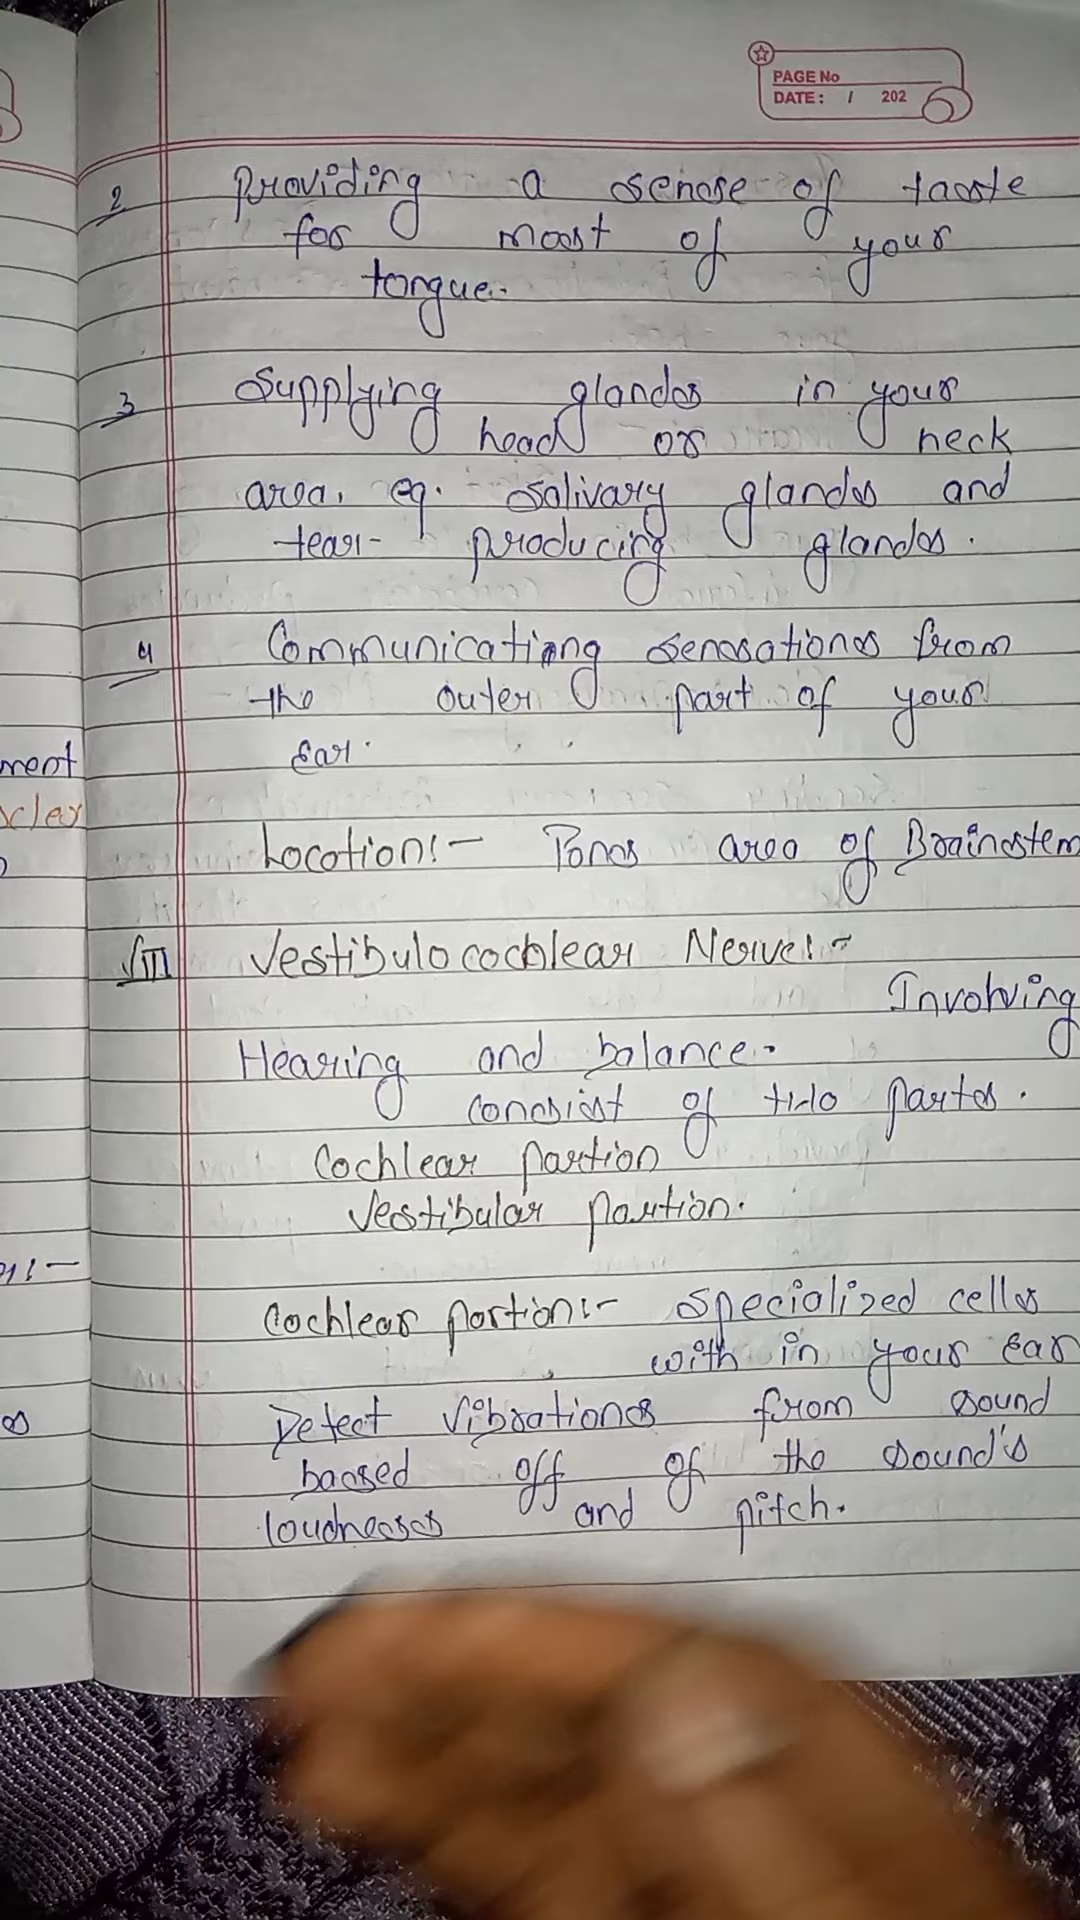 PAGE No
DATE: / 202
2 Providing a sense of taste
for most of your
tongue.
3 Supplying glands in your
head or neck
area, eg. salivary glands and
tear- producing glands.
4 Communicationg sensations from
the outer part of your
Ear.
ment
Location:- Pons area of Brainstem
VIII Vestibulocochlear Nerve:-
Involving
Hearing and balance.
consist of two parts.
Cochlear partion
Vestibular partion.
Cochlear portion:- specialized cells
with in your Ear
Detect vibrations from sound
based off of the sound's
loudness and pitch.